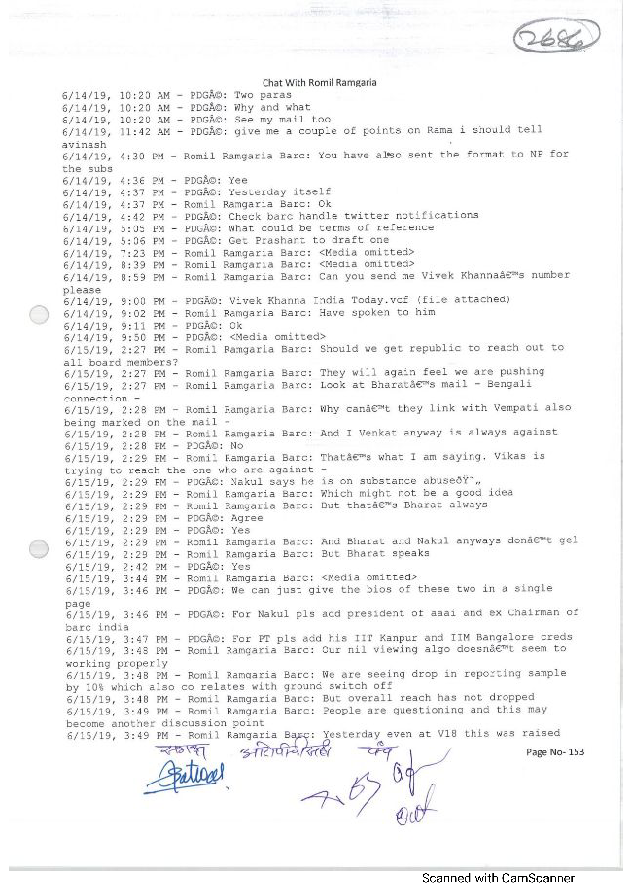 2686
Chat With Romil Ramgaria
6/14/19, 10:20 AM - PDGÂ©: Two paras
6/14/19, 10:20 AM - PDGÂ©: Why and what
6/14/19, 10:20 AM - PDGÂ©: See my mail too
6/14/19, 11:42 AM - PDGÂ©: give me a couple of points on Rama i should tell
avinash
6/14/19, 4:30 PM - Romil Ramgaria Barc: You have also sent the format to NP for
the subs
6/14/19, 4:36 PM - PDGÂ©: Yee
6/14/19, 4:37 PM - PDGÂ©: Yesterday itself
6/14/19, 4:37 PM - Romil Ramgaria Barc: Ok
6/14/19, 4:42 PM - PDGÂ©: Check barc handle twitter notifications
6/14/19, 5:05 PM - PDGÂ©: What could be terms of reference
6/14/19, 5:06 PM - PDGÂ©: Get Prashant to draft one
6/14/19, 7:23 PM - Romil Ramgaria Barc: <Media omitted>
6/14/19, 8:39 PM - Romil Ramgaria Barc: <Media omitted>
6/14/19, 8:59 PM - Romil Ramgaria Barc: Can you send me Vivek Khannaâ€™s number
please
6/14/19, 9:00 PM - PDGÂ©: Vivek Khanna India Today.vcf (file attached)
6/14/19, 9:02 PM - Romil Ramgaria Barc: Have spoken to him
6/14/19, 9:11 PM - PDGÂ©: Ok
6/14/19, 9:50 PM - PDGÂ©: <Media omitted>
6/15/19, 2:27 PM - Romil Ramgaria Barc: Should we get republic to reach out to
all board members?
6/15/19, 2:27 PM - Romil Ramgaria Barc: They will again feel we are pushing
6/15/19, 2:27 PM - Romil Ramgaria Barc: Look at Bharatâ€™s mail - Bengali
connection -
6/15/19, 2:28 PM - Romil Ramgaria Barc: Why canâ€™t they link with Vempati also
being marked on the mail -
6/15/19, 2:28 PM - Romil Ramgaria Barc: And I Venkat anyway is always against
6/15/19, 2:28 PM - PDGÂ©: No
6/15/19, 2:29 PM - Romil Ramgaria Barc: Thatâ€™s what I am saying. Vikas is
trying to reach the one who are against -
6/15/19, 2:29 PM - PDGÂ©: Nakul says he is on substance abuseðŸ˜„
6/15/19, 2:29 PM - Romil Ramgaria Barc: Which might not be a good idea
6/15/19, 2:29 PM - Romil Ramgaria Barc: But thatâ€™s Bharat always
6/15/19, 2:29 PM - PDGÂ©: Agree
6/15/19, 2:29 PM - PDGÂ©: Yes
6/15/19, 2:29 PM - Romil Ramgaria Barc: And Bharat and Nakul anyways donâ€™t gel
6/15/19, 2:29 PM - Romil Ramgaria Barc: But Bharat speaks
6/15/19, 2:42 PM - PDGÂ©: Yes
6/15/19, 3:44 PM - Romil Ramgaria Barc: <Media omitted>
6/15/19, 3:46 PM - PDGÂ©: We can just give the bios of these two in a single
page
6/15/19, 3:46 PM - PDGÂ©: For Nakul pls add president of aaai and ex Chairman of
barc india
6/15/19, 3:47 PM - PDGÂ©: For PT pls add his IIT Kanpur and IIM Bangalore creds
6/15/19, 3:48 PM - Romil Ramgaria Barc: Our nil viewing algo doesnâ€™t seem to
working properly
6/15/19, 3:48 PM - Romil Ramgaria Barc: We are seeing drop in reporting sample
by 10% which also co relates with ground switch off
6/15/19, 3:48 PM - Romil Ramgaria Barc: But overall reach has not dropped
6/15/19, 3:49 PM - Romil Ramgaria Barc: People are questioning and this may
become another discussion point
6/15/19, 3:49 PM - Romil Ramgaria Barc: Yesterday even at V18 this was raised
पंच
Page No- 153
Scanned with CamScanner